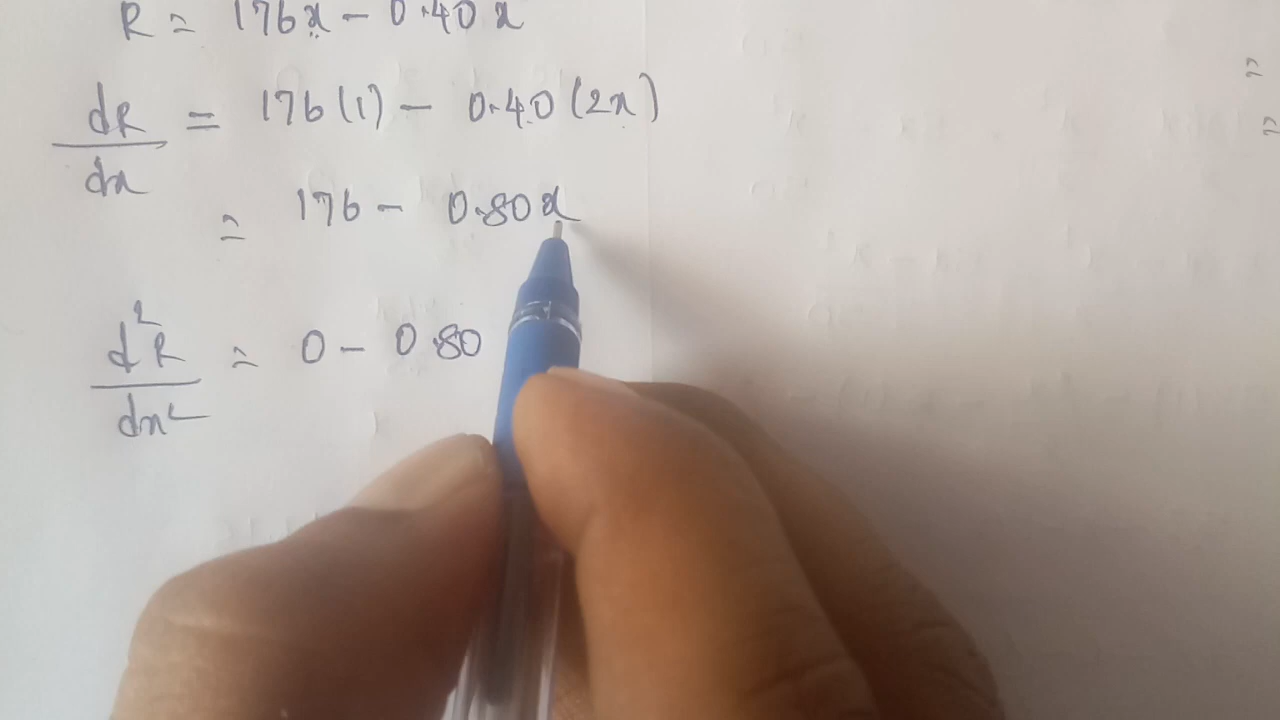 R = 176x - 0.40x
dR/dx = 176(1) - 0.40(2x)
= 176 - 0.80x
d²R/dx² = 0 - 0.80